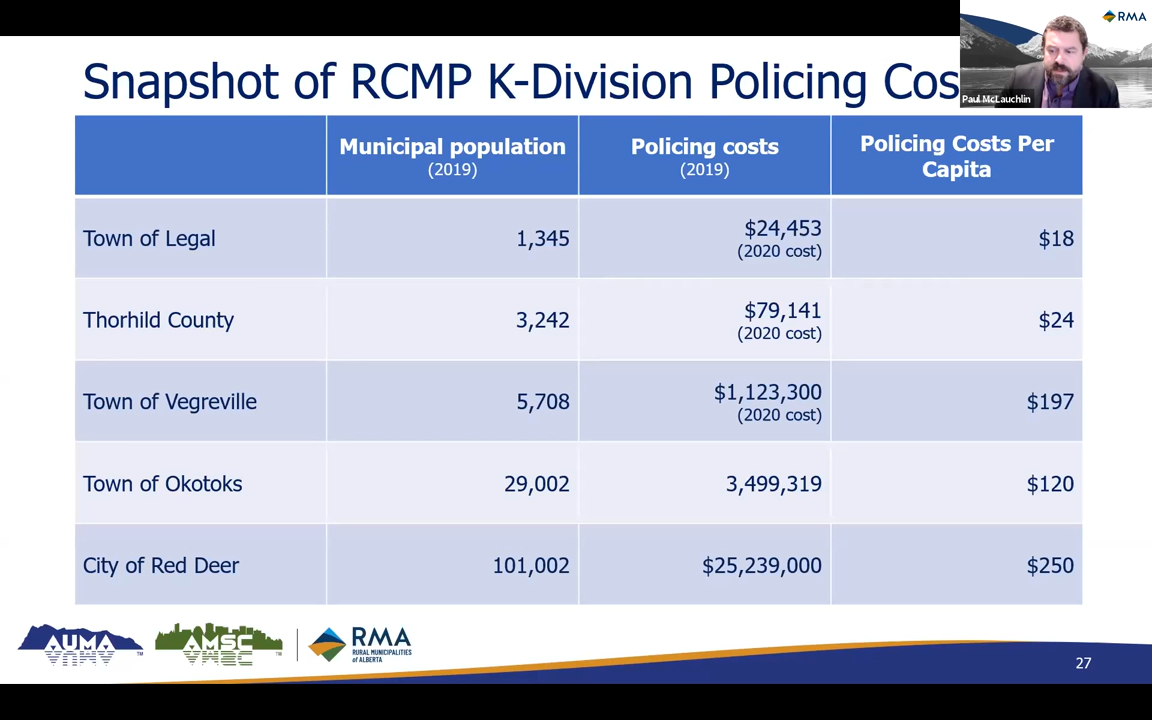 Snapshot of RCMP K-Division Policing Cos
RMA
Paul McLauchlin
Municipal population
(2019)
Policing costs
(2019)
Policing Costs Per
Capita
Town of Legal
1,345
$24,453
(2020 cost)
$18
Thorhild County
3,242
$79,141
(2020 cost)
$24
Town of Vegreville
5,708
$1,123,300
(2020 cost)
$197
Town of Okotoks
29,002
3,499,319
$120
City of Red Deer
101,002
$25,239,000
$250
AUMA
TM
AMSC
TM
RMA
RURAL MUNICIPALITIES
of ALBERTA
27